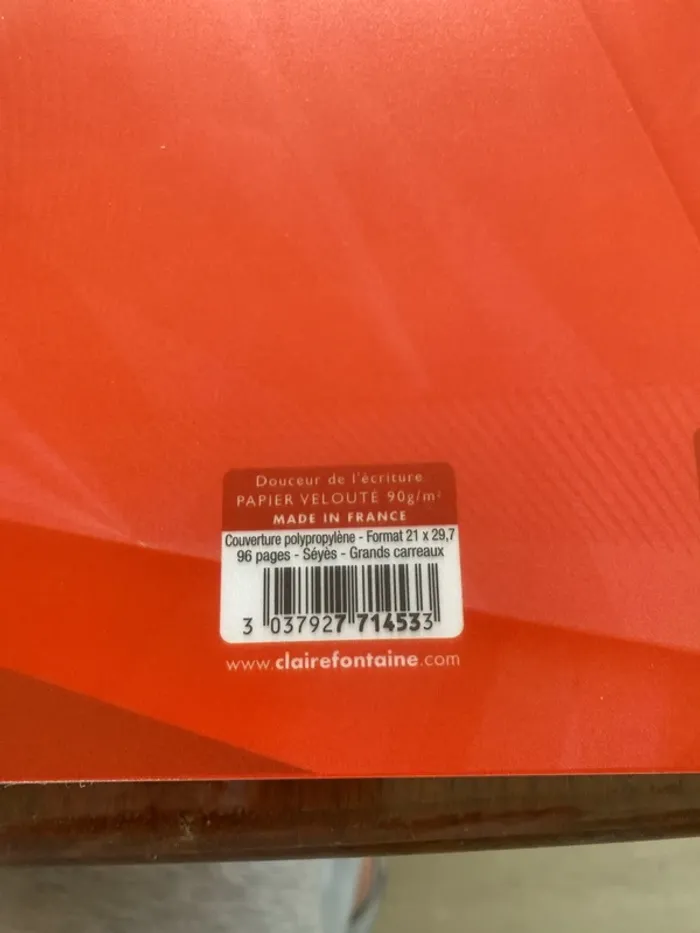 Douceur de l'écriture
PAPIER VELOUTÉ 90g/m²
MADE IN FRANCE
Couverture polypropylène - Format 21 x 29,7
96 pages - Séyès - Grands carreaux
3 037927 714533
www.clairefontaine.com